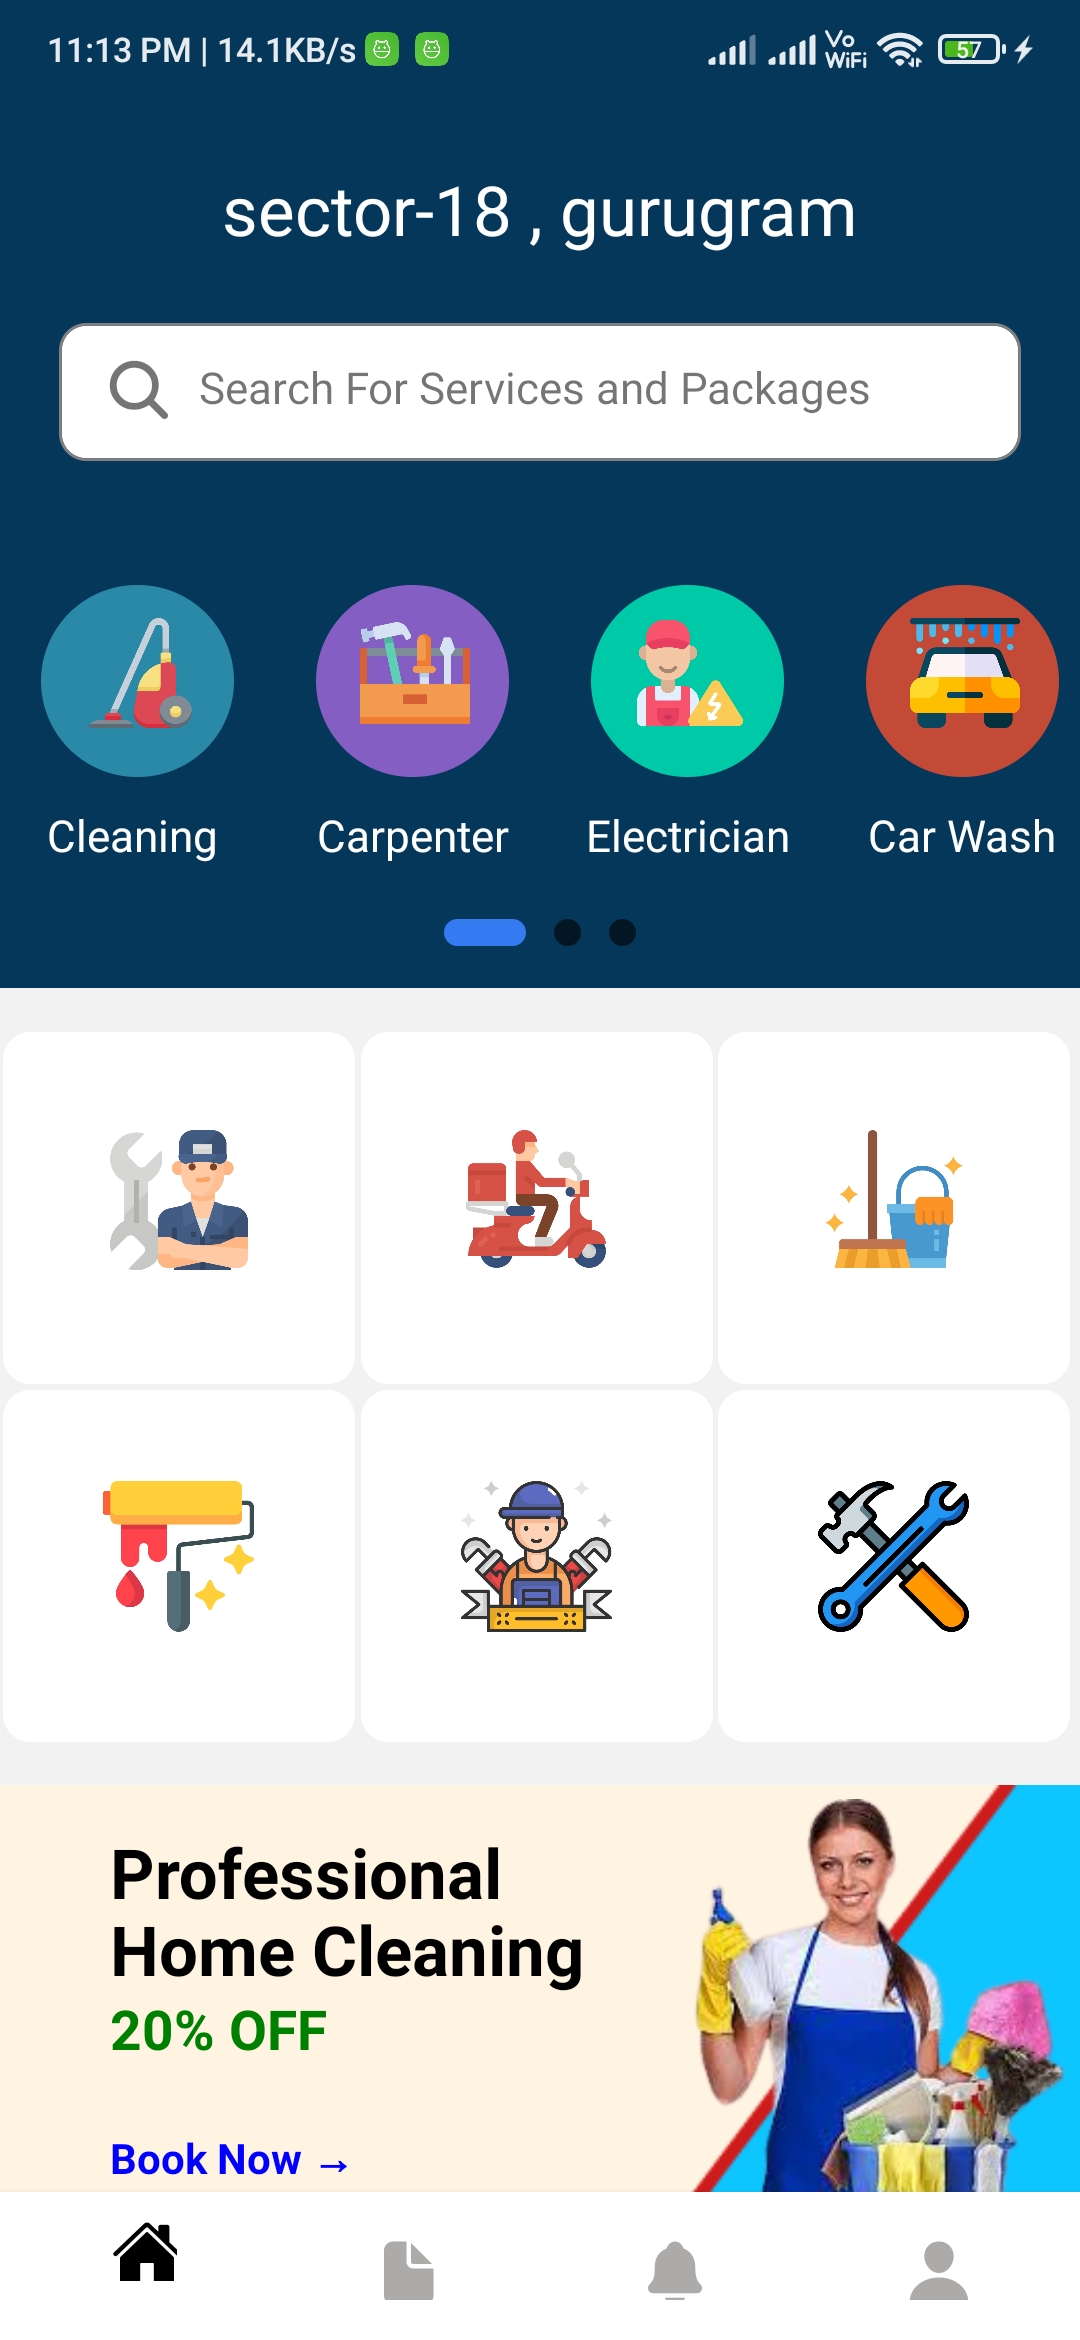 11:13 PM | 14.1KB/s
Vo
WiFi
57
sector-18 , gurugram
Search For Services and Packages
Cleaning
Carpenter
Electrician
Car Wash
Professional
Home Cleaning
20% OFF
Book Now →